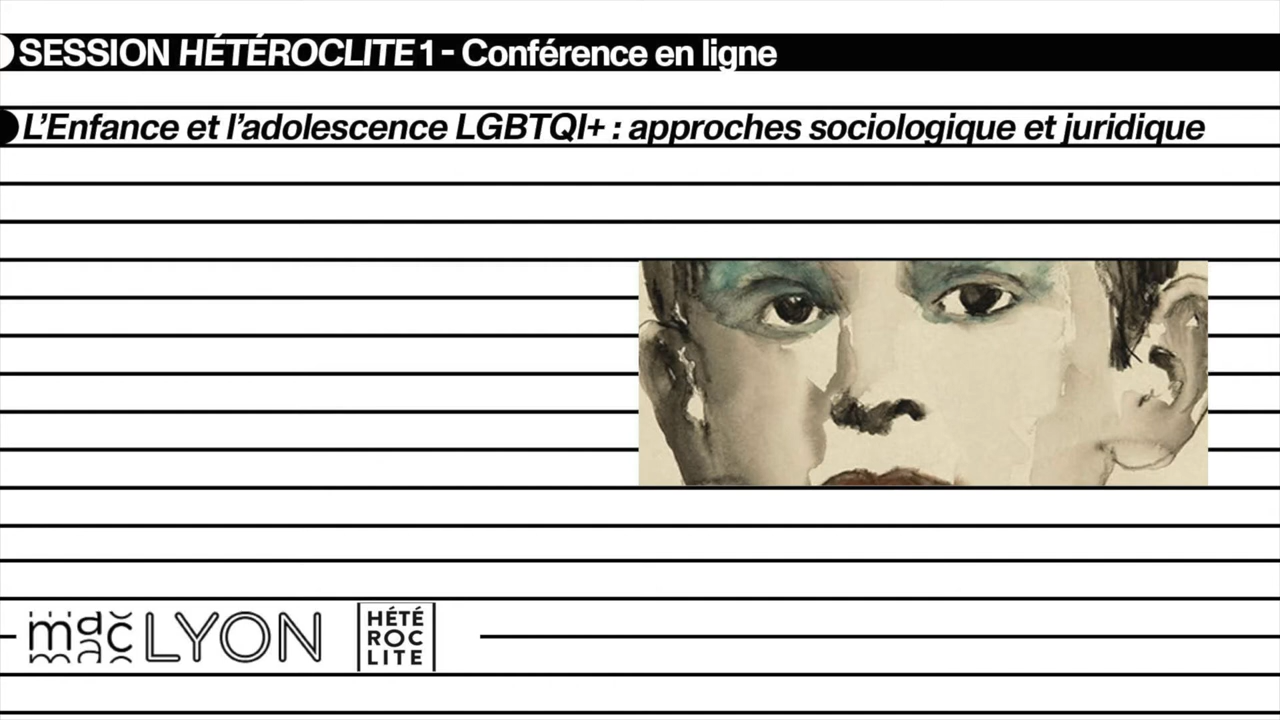 SESSION HÉTÉROCLITE 1 - Conférence en ligne
L'Enfance et l'adolescence LGBTQI+ : approches sociologique et juridique
mac LYON
HÉTÉ
ROC
LITE